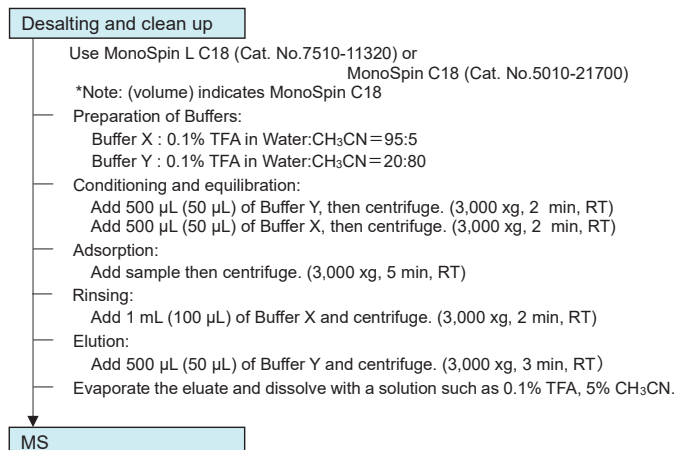 Desalting and clean up
Use MonoSpin L C18 (Cat. No.7510-11320) or
MonoSpin C18 (Cat. No.5010-21700)
*Note: (volume) indicates MonoSpin C18
Preparation of Buffers:
Buffer X : 0.1% TFA in Water:CH₃CN＝95:5
Buffer Y : 0.1% TFA in Water:CH₃CN＝20:80
Conditioning and equilibration:
Add 500 µL (50 µL) of Buffer Y, then centrifuge. (3,000 xg, 2 min, RT)
Add 500 µL (50 µL) of Buffer X, then centrifuge. (3,000 xg, 2 min, RT)
Adsorption:
Add sample then centrifuge. (3,000 xg, 5 min, RT)
Rinsing:
Add 1 mL (100 µL) of Buffer X and centrifuge. (3,000 xg, 2 min, RT)
Elution:
Add 500 µL (50 µL) of Buffer Y and centrifuge. (3,000 xg, 3 min, RT）
Evaporate the eluate and dissolve with a solution such as 0.1% TFA, 5% CH₃CN.
MS